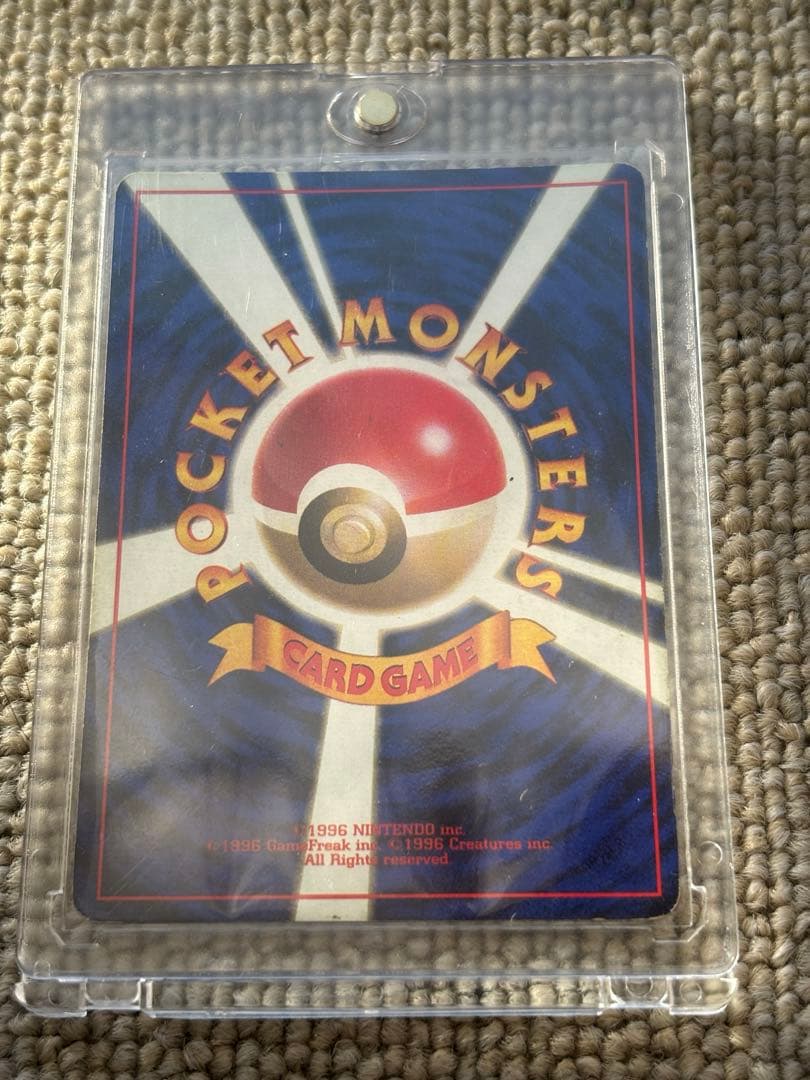 POCKET MONSTERS
CARD GAME
©1996 NINTENDO inc.
©1996 GameFreak inc. ©1996 Creatures inc.
All Rights reserved.